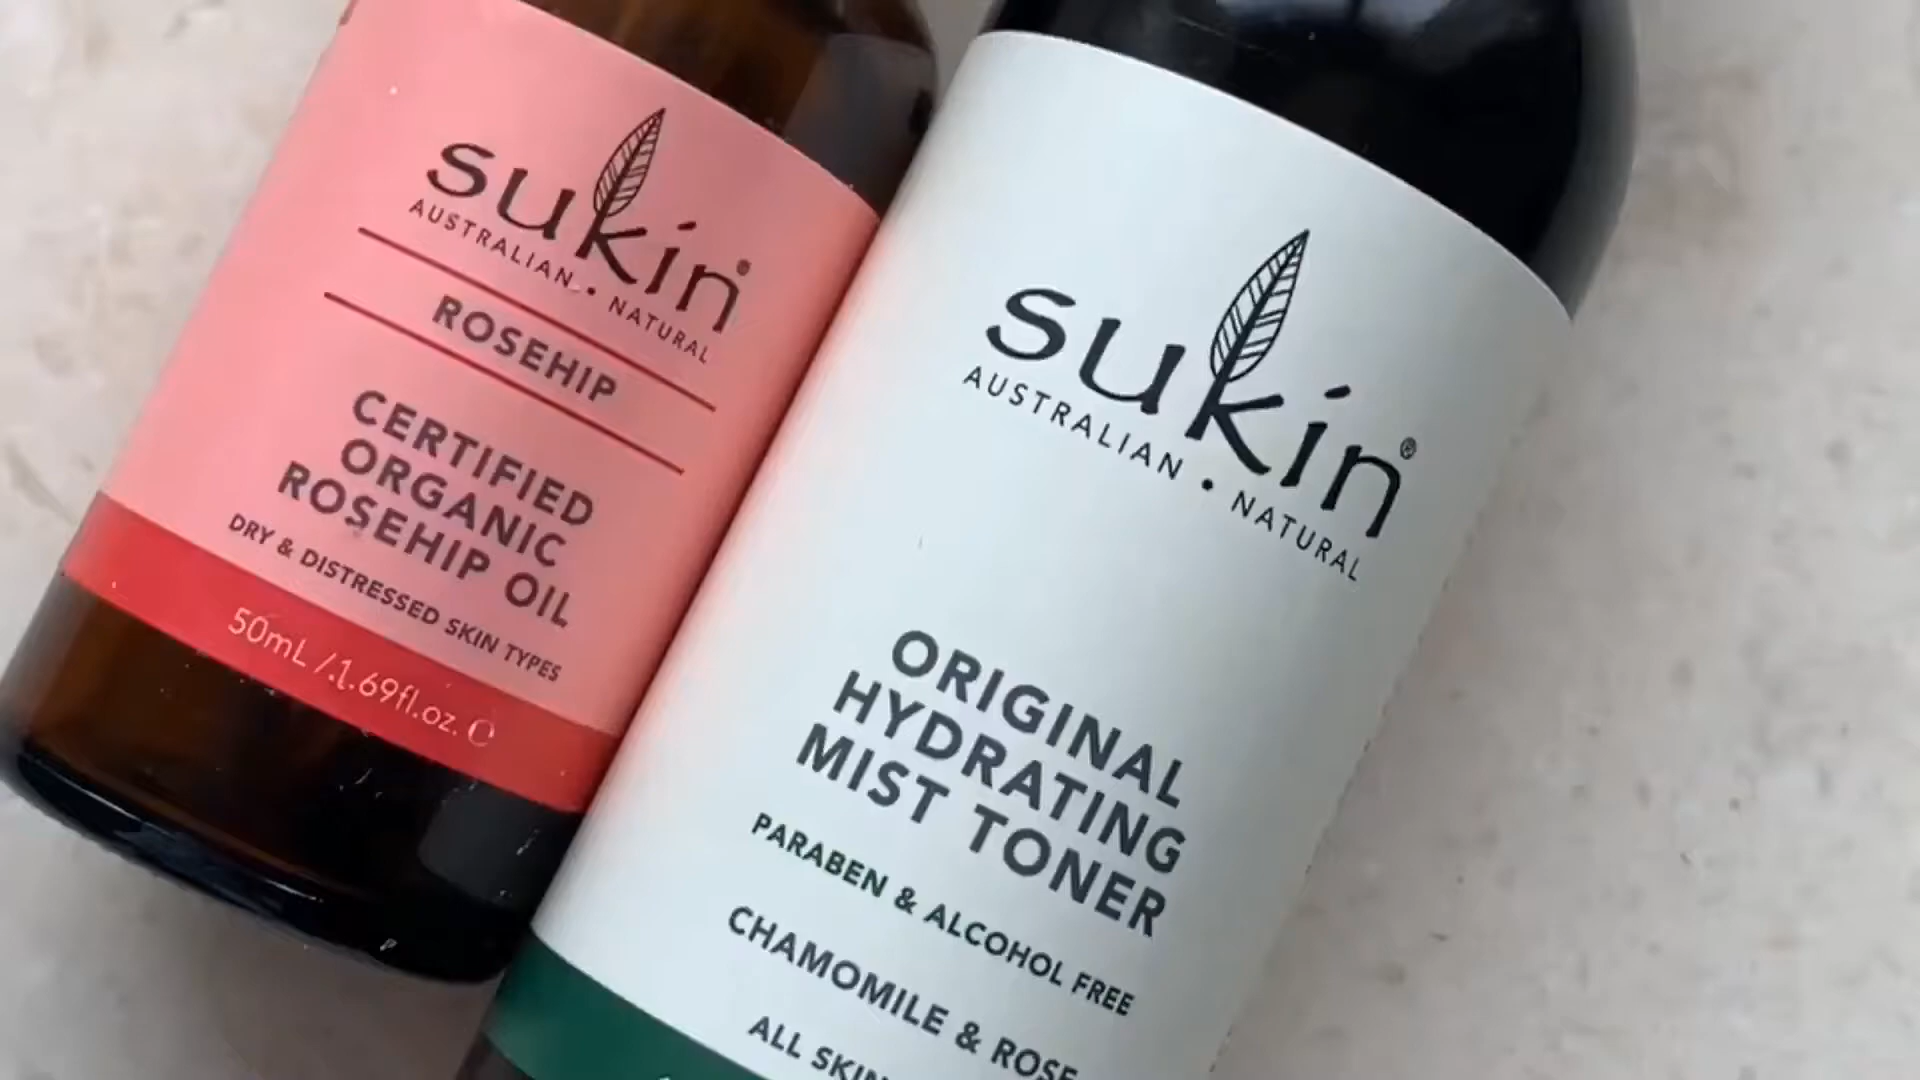 sukin®
AUSTRALIAN • NATURAL
ROSEHIP
CERTIFIED
ORGANIC
ROSEHIP OIL
DRY & DISTRESSED SKIN TYPES
50mL / 1.69fl.oz. ℮
sukin®
AUSTRALIAN • NATURAL
ORIGINAL
HYDRATING
MIST TONER
PARABEN & ALCOHOL FREE
CHAMOMILE & ROSE
ALL SKIN